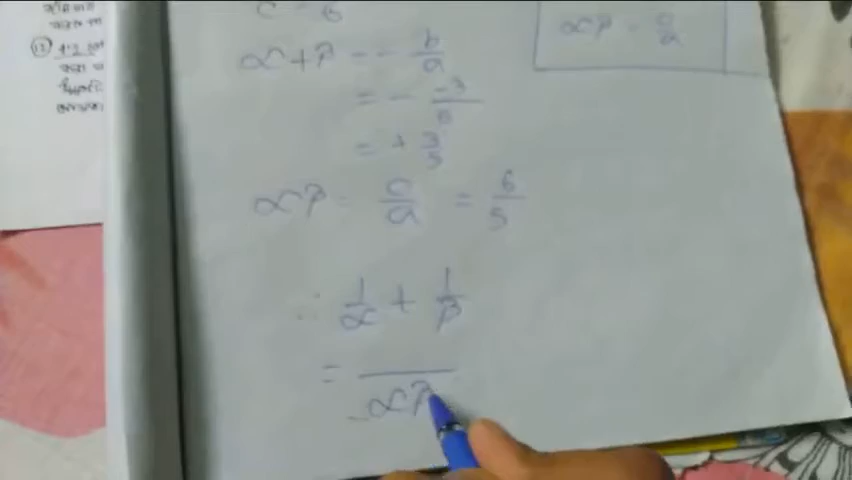 c = 6
αβ = c/a
α+β = - b/a
= - -3/5
= + 3/5
αβ = c/a = 6/5
∴ 1/α + 1/β
= /αβ